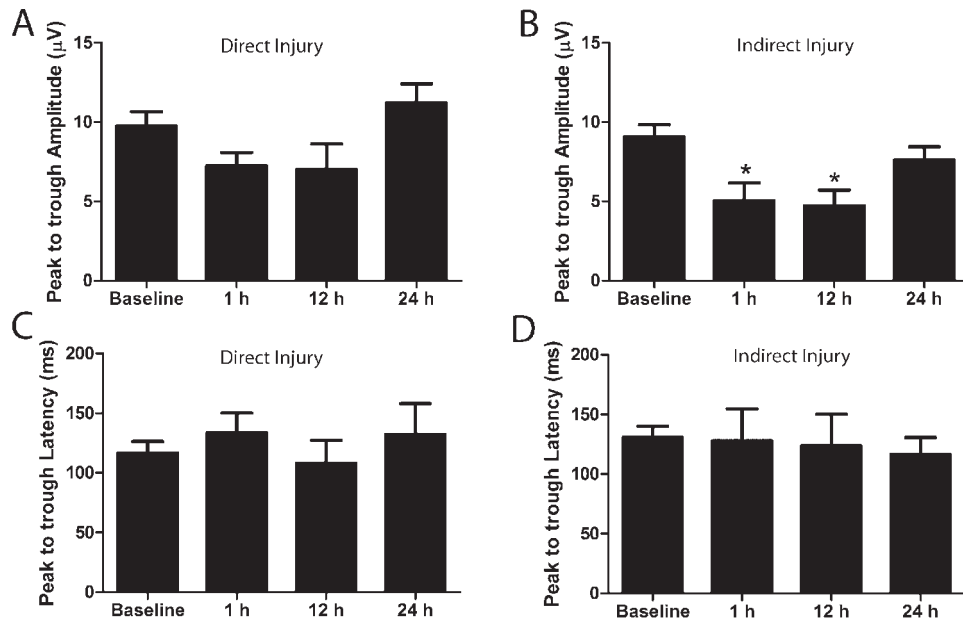 A
Direct Injury
Peak to trough Amplitude (µV)
15
10
5
0
Baseline 1 h 12 h 24 h
B
Indirect Injury
Peak to trough Amplitude (µV)
15
10
5
0
* *
Baseline 1 h 12 h 24 h
C
Direct Injury
Peak to trough Latency (ms)
200
150
100
50
0
Baseline 1 h 12 h 24 h
D
Indirect Injury
Peak to trough Latency (ms)
200
150
100
50
0
Baseline 1 h 12 h 24 h